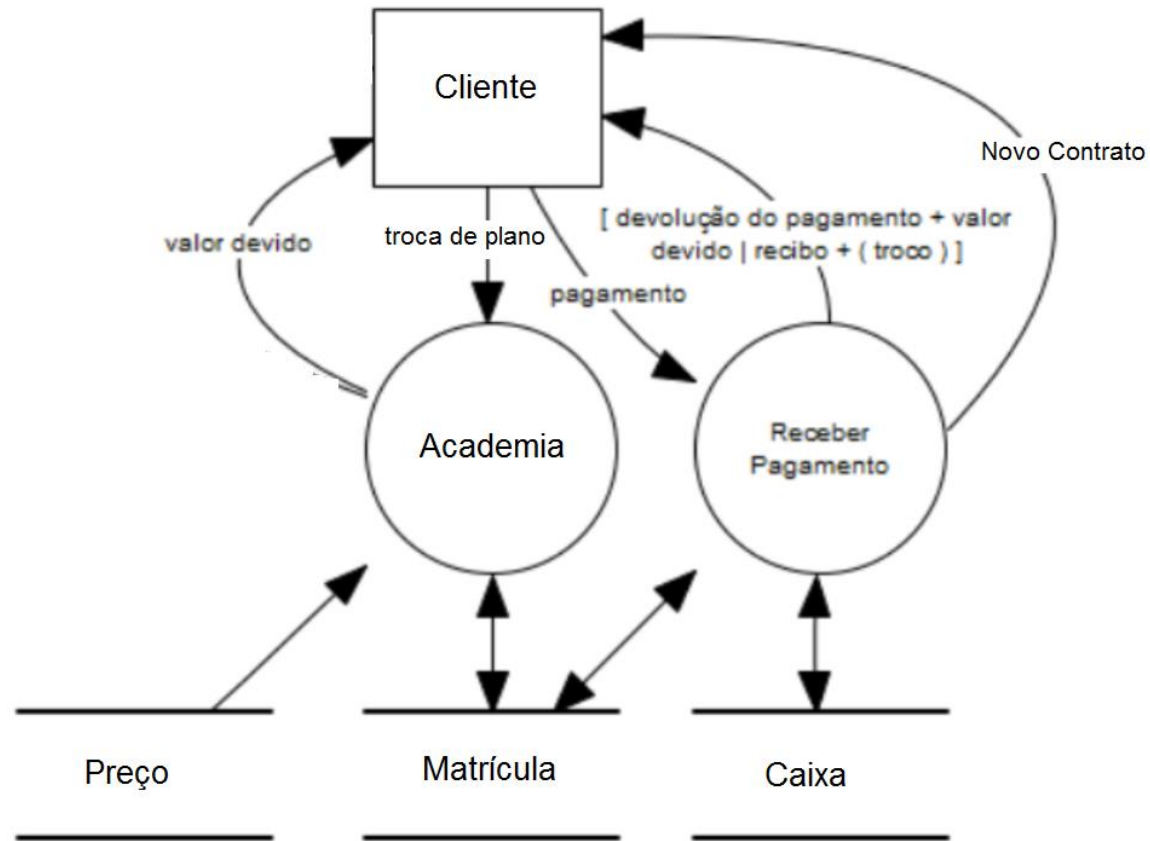 Cliente
Novo Contrato
valor devido
troca de plano
[ devolução do pagamento + valor
devido | recibo + ( troco ) ]
pagamento
Academia
Receber
Pagamento
Preço
Matrícula
Caixa